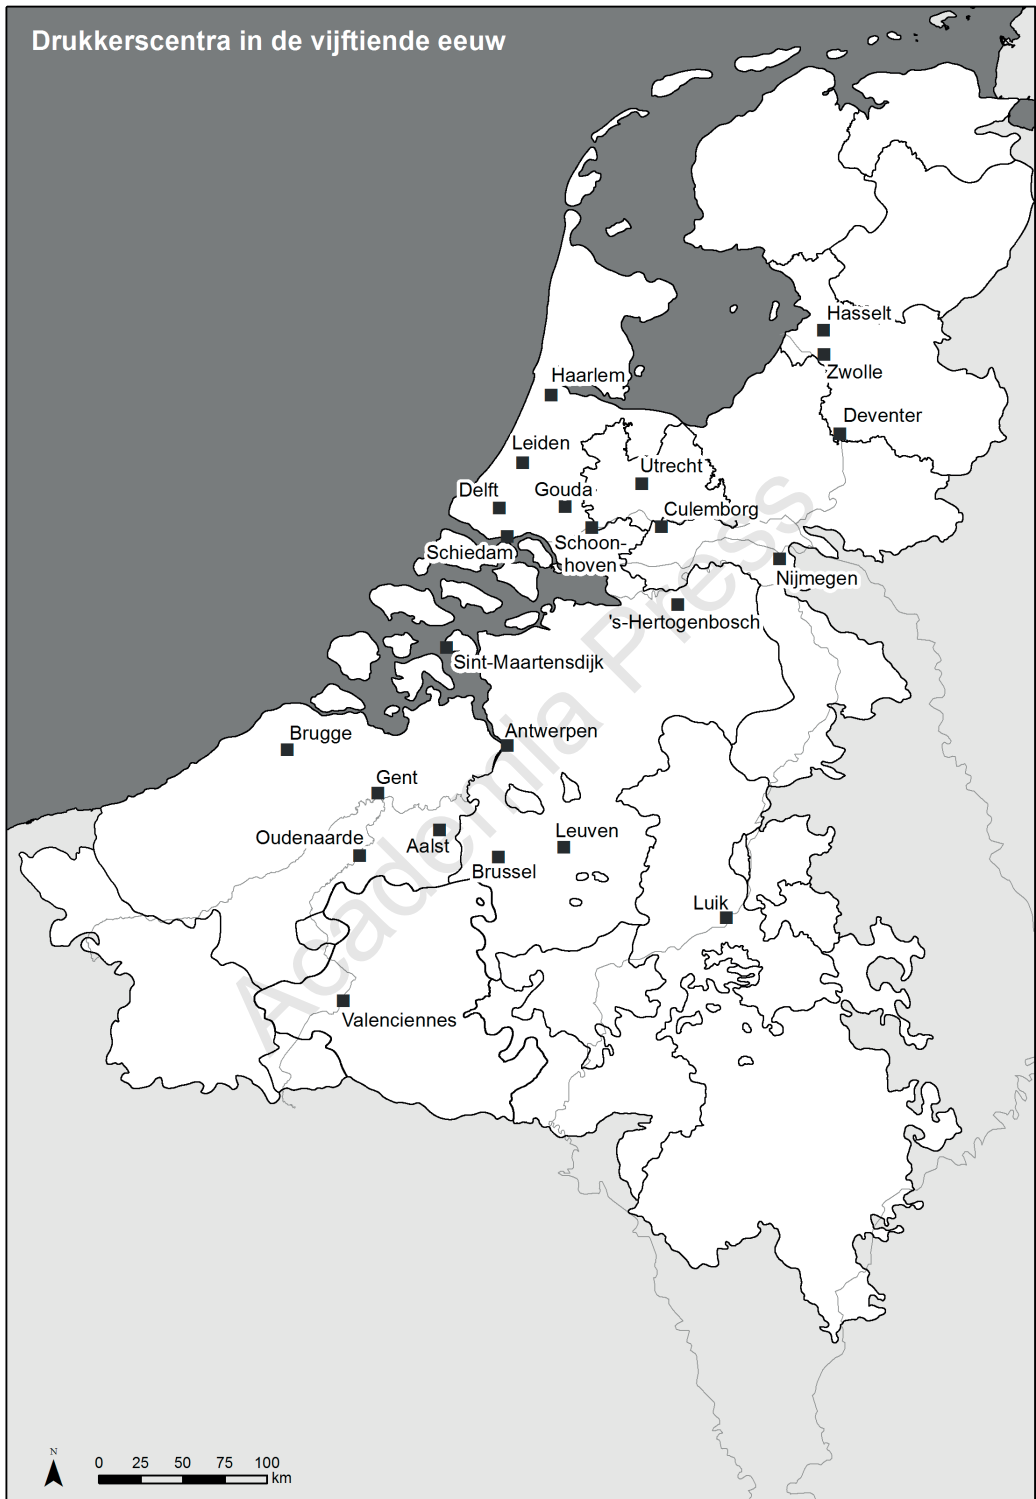 Drukkerscentra in de vijftiende eeuw
Hasselt
Zwolle
Haarlem
Deventer
Leiden
Utrecht
Delft
Gouda
Culemborg
Schiedam
Schoon-
hoven
Nijmegen
's-Hertogenbosch
Sint-Maartensdijk
Brugge
Antwerpen
Gent
Oudenaarde
Aalst
Leuven
Brussel
Luik
Valenciennes
Academia Press
N
0 25 50 75 100
km